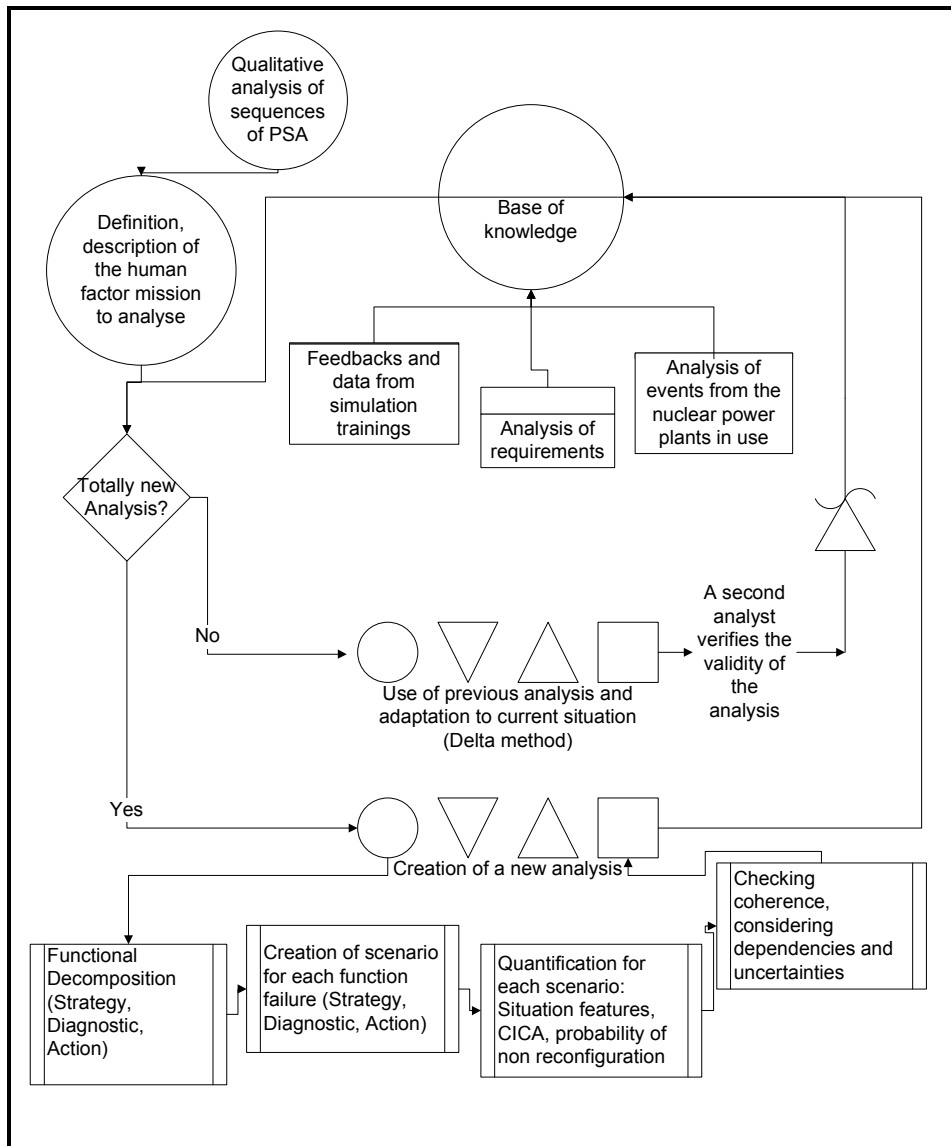 Qualitative
analysis of
sequences
of PSA
Definition,
description of
the human
factor mission
to analyse
Base of
knowledge
Feedbacks and
data from
simulation
trainings
Analysis of
requirements
Analysis of
events from the
nuclear power
plants in use
Totally new
Analysis?
No
Use of previous analysis and
adaptation to current situation
(Delta method)
A second
analyst
verifies the
validity of
the
analysis
Yes
Creation of a new analysis
Functional
Decomposition
(Strategy,
Diagnostic,
Action)
Creation of scenario
for each function
failure (Strategy,
Diagnostic, Action)
Quantification for
each scenario:
Situation features,
CICA, probability of
non reconfiguration
Checking
coherence,
considering
dependencies and
uncertainties